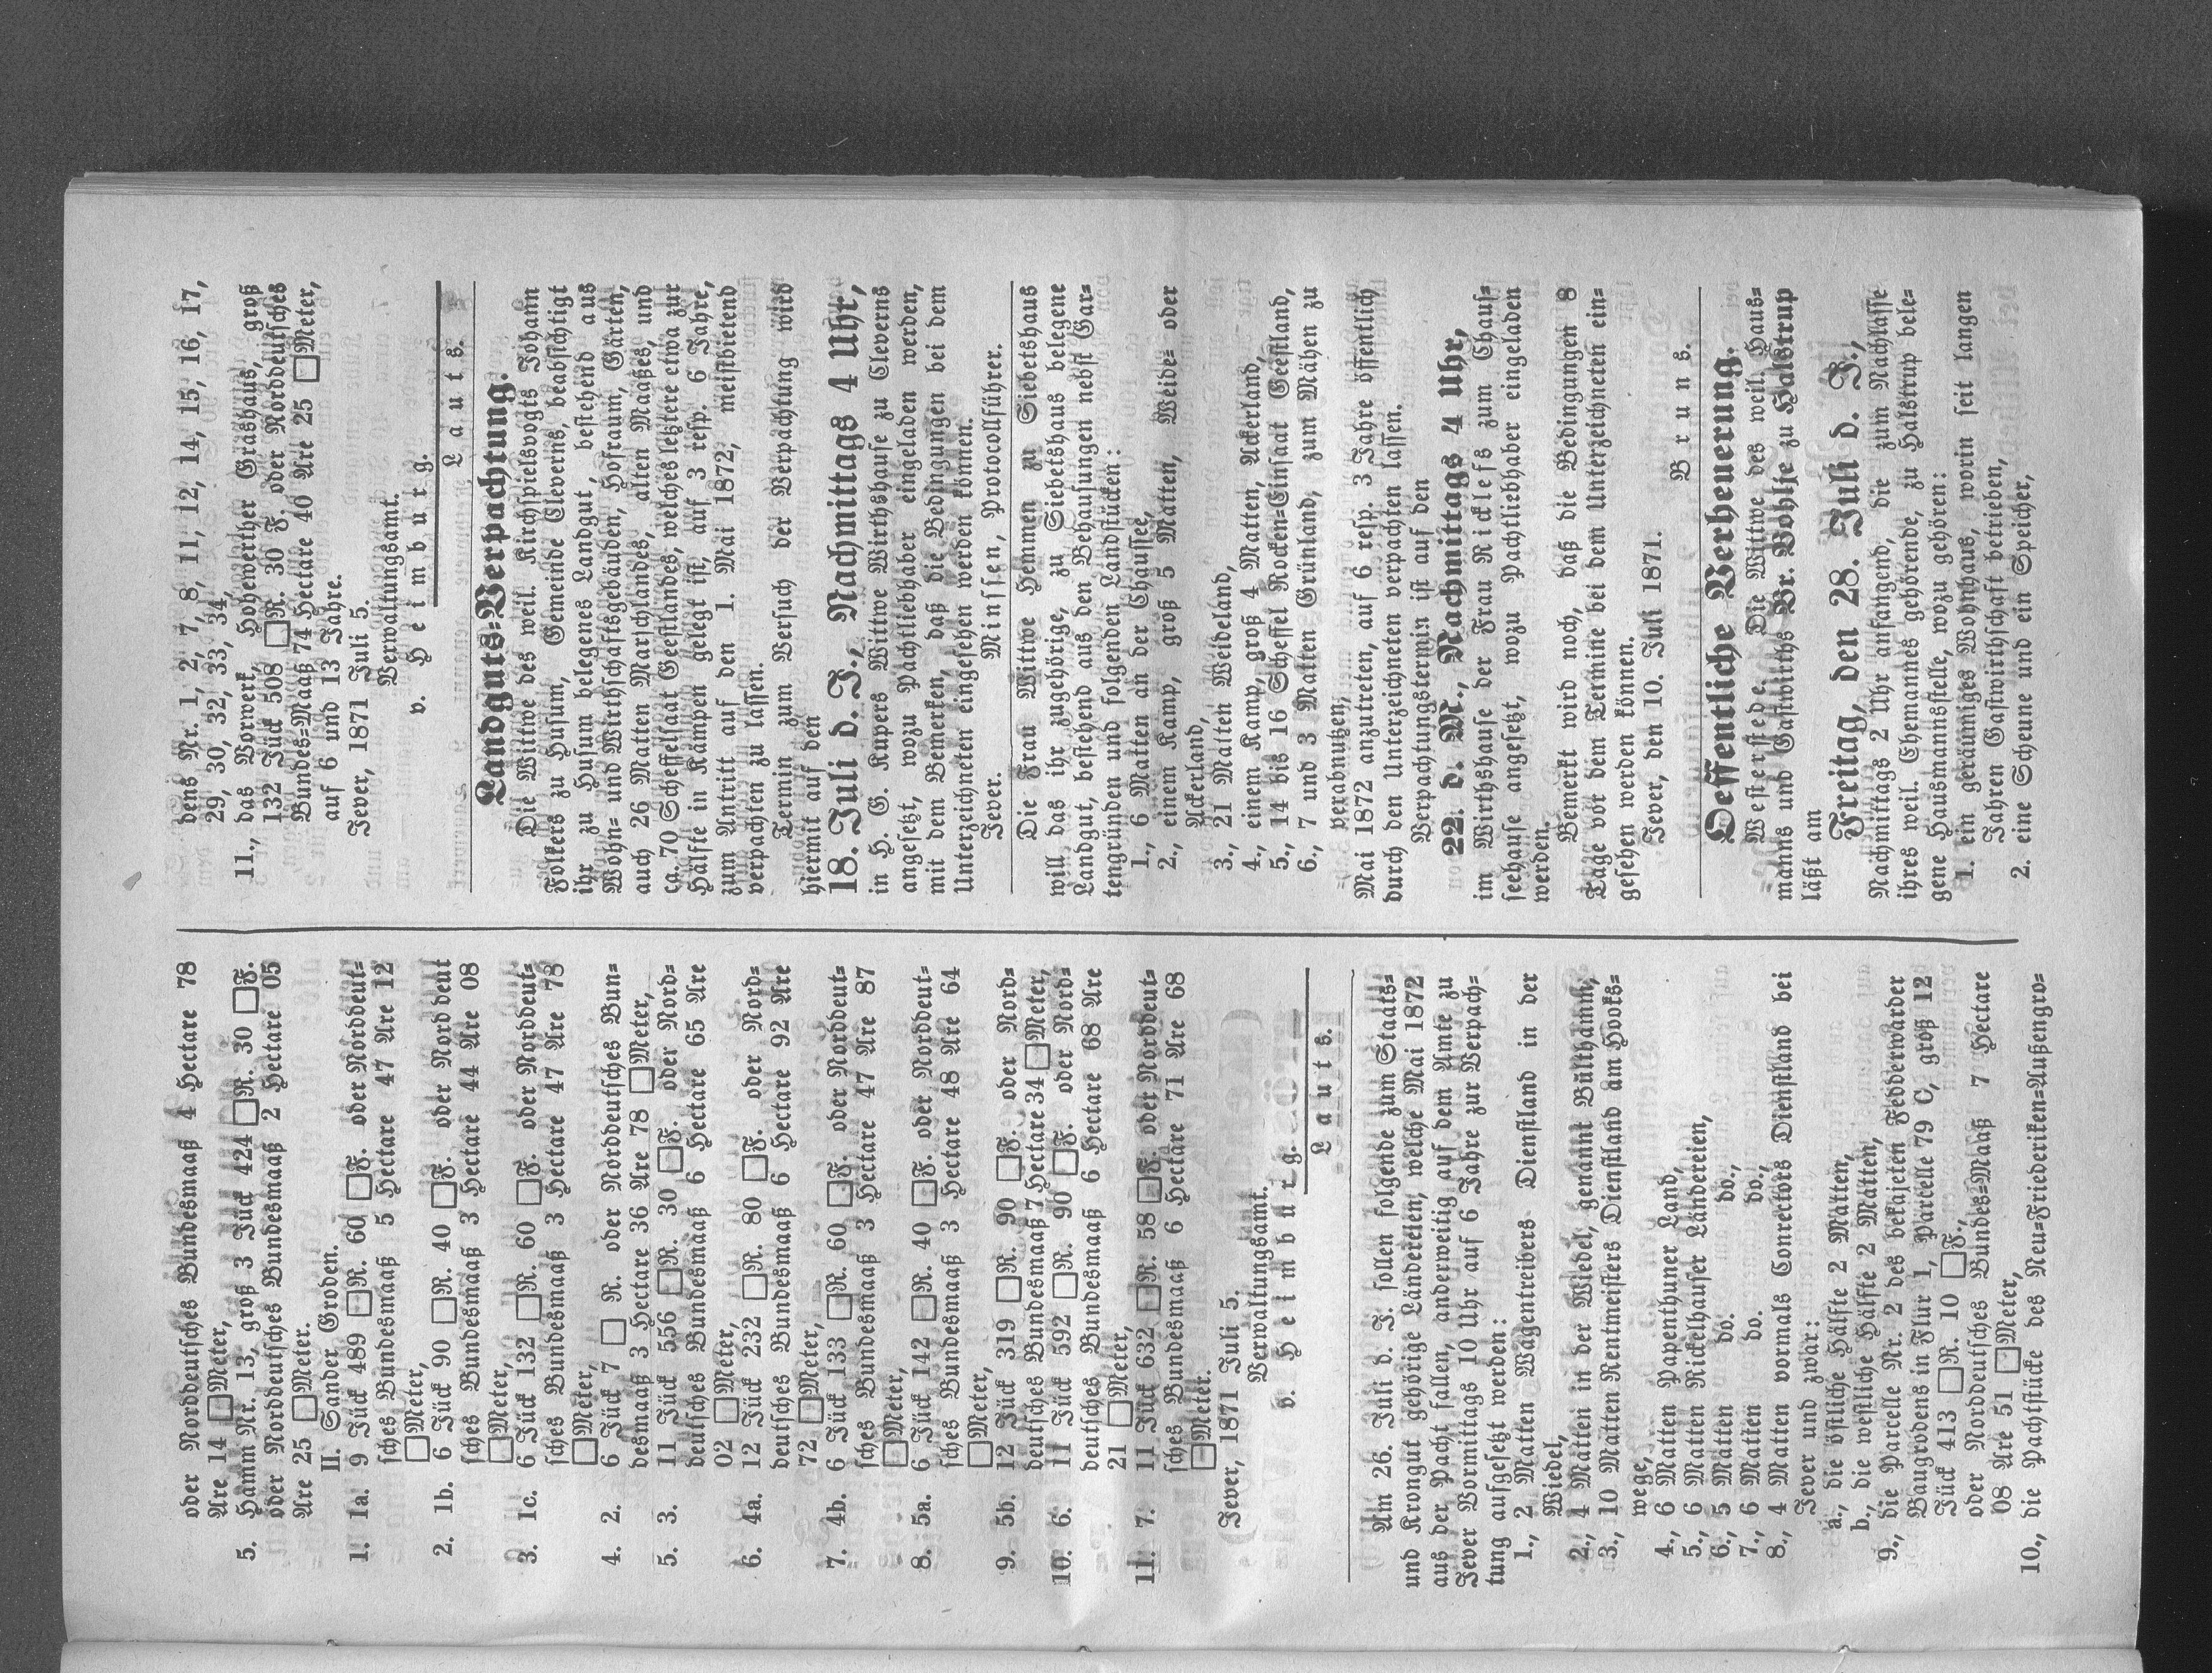 oder Norddeutsches Bundesmaaß 4 Hectare 78
Are 14 □Meter,
5. Hamm Nr. 13. groß 3 Jück 424 □R. 30 □F.
oder Norddeutsches Bundesmaaß 2 Hectare 05
Are 25 □Meter.
II. Sander Groden.
1. 1a. 9 Jück 489 □R. 60 □F. oder Norddeut-
sches Bundesmaaß 5 Hectare 47 Are 12
□Meter,
2. 1b. 6 Jück 90 □R. 40 □F. oder Norddeut
sches Bundesmaaß 3 Hectare 44 Are 08
□Meter,
3. 1c. 6 Jück 132 □R. 60 □F. oder Norddeut-
sches Bundesmaaß 3 Hectare 47 Are 78
□Meter,
4. 2. 6 Jück 7 □ R. oder Norddeutsches Bun-
desmaaß 3 Hectare 36 Are 78 □Meter,
5. 3. 11 Jück 556 □R. 30 □F. oder Nord-
deutsches Bundesmaaß 6 Hectare 65 Are
02 □Meter,
6. 4a. 12 Jück 232 □R. 80 □F. oder Nord-
deutsches Bundesmaaß 6 Hectare 92 Are
72 □Meter,
7. 4b. 6 Jück 133 □R. 60 □F. oder Norddeut-
sches Bundesmaaß 3 Hectare 47 Are 87
□Meter,
8. 5a. 6 Jück 142 □R. 40 □F. oder Norddeut-
sches Bundesmaaß 3 Hectare 48 Are 64
□Meter,
9. 5b. 12 Jück 319 □R. 90 □F. oder Nord-
deutsches Bundesmaaß 7 Hectare 34 □Meter,
10. 6. 11 Jück 592 □R. 90 □F. oder Nord-
deutsches Bundesmaaß 6 Hectare 68 Are
21 □Meter,
11. 7. 11 Jück 632 □R. 58 □F. oder Norddeut-
sches Bundesmaaß 6 Hectare 71 Are 68
□Meter.
Jever, 1871 Juli 5.
Verwaltungsamt.
v. Heimburg.
Lauts.
Am 26. Juli d. J. sollen folgende zum Staats-
und Krongut gehörige Ländereien, welche Mai 1872
aus der Pacht fallen, anderweitig auf dem Amte zu
Jever Vormittags 10 Uhr auf 6 Jahre zur Verpach-
tung aufgesetzt werden:
1., 2 Matten Wagentreibers Dienstland in der
Wiedel,
2., 4 Matten in der Wiedel, genannt Bülthamm,
3., 10 Matten Rentmeisters Dienstland am Hooks-
wege,
4., 6 Matten Papenthuner Land,
5., 6 Matten Rickelhauser Ländereien,
6., 5 Matten do. do.,
7., 6 Matten do. do.,
8., 4 Matten vormals Conrectors Dienstland bei
Jever und zwar:
a., die östliche Hälfte 2 Matten,
b., die westliche Hälfte 2 Matten,
9., die Parcelle Nr. 2 des bekajeten Fedderwarder
Baugrodens in Flur 1, Parcelle 79 C, groß 12
Jück 413 □R. 10 □F.,
oder Norddeutsches Bundes-Maaß 7 Hectare
08 Are 51 □Meter,
10., die Pachtstücke des Neu-Friederiken-Außengro-
dens Nr. 1, 2, 7, 8, 11, 12, 14, 15, 16, 17,
29, 30, 32, 33, 34,
11., das Vorwerk, Hohewerther Grashaus, groß
132 Jück 508 □R. 30 F. oder Norddeutsches
Bundes-Maaß 74 Hectare 40 Are 25 □Meter,
auf 6 und 13 Jahre.
Jever, 1871 Juli 5.
Verwaltungsamt.
v. Heimburg.
Lauts.
Landguts-Verpachtung.
Die Wittwe des weil. Kirchspielsvogts Johann
Folkers zu Husum, Gemeinde Cleverns, beabsichtigt
ihr zu Husum belegenes Landgut, bestehend aus
Wohn- und Wirthschaftsgebäuden, Hofraum, Gärten,
auch 26 Matten Marschlandes, alten Maaßes, und
ca. 70 Scheffelsaat Geestlandes, welches letztere etwa zur
Hälfte in Kämpen gelegt ist, auf 3 resp. 6 Jahre,
zum Antritt auf den 1. Mai 1872, meistbietend
verpachten zu lassen.
Termin zum Versuch der Verpachtung wird
hiermit auf den
18. Juli d. J., Nachmittags 4 Uhr,
in H. G. Kupers Wittwe Wirthshause zu Cleverns
angesetzt, wozu Pachtliebhaber eingeladen werden,
mit dem Bemerken, daß die Bedingungen bei dem
Unterzeichneten eingesehen werden können.
Jever. Minssen, Protocollführer.
Die Frau Wittwe Hemmen zu Siebetshaus
will das ihr zugehörige, zu Siebetshaus belegene
Landgut, bestehend aus den Behausungen nebst Gar-
tengründen und folgenden Landstücken:
1., 6 Matten an der Chaussee,
2., einem Kamp, groß 5 Matten, Weide- oder
Ackerland,
3., 21 Matten Weideland,
4., einem Kamp, groß 4 Matten, Ackerland,
5., 14 bis 16 Scheffel Rocken-Einsaat Geestland,
6., 7 und 3 Matten Grünland, zum Mähen zu
verabnutzen,
Mai 1872 anzutreten, auf 6 resp. 3 Jahre öffentlich
durch den Unterzeichneten verpachten lassen.
Verpachtungstermin ist auf den
22. d. M., Nachmittags 4 Uhr,
im Wirthshause der Frau Ricklefs zum Chaus-
seehause angesetzt, wozu Pachtliebhaber eingeladen
werden.
Bemerkt wird noch, daß die Bedingungen 8
Tage vor dem Termine bei dem Unterzeichneten ein-
gesehen werden können.
Jever, den 10. Juli 1871.
Bruns.
Oeffentliche Verheuerung.
Westerstede. Die Wittwe des weil. Haus-
manns und Gastwirths Br. Bohlje zu Halstrup
läßt am
Freitag, den 28. Juli d. J.,
Nachmittags 2 Uhr anfangend, die zum Nachlasse
ihres weil. Ehemannes gehörende, zu Halstrup bele-
gene Hausmannsstelle, wozu gehören:
1. ein geräumiges Wohnhaus, worin seit langen
Jahren Gastwirthschaft betrieben,
2. eine Scheune und ein Speicher,